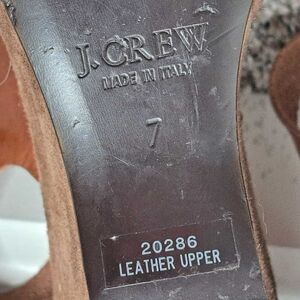 J.CREW
MADE IN ITALY
7
20286
LEATHER UPPER